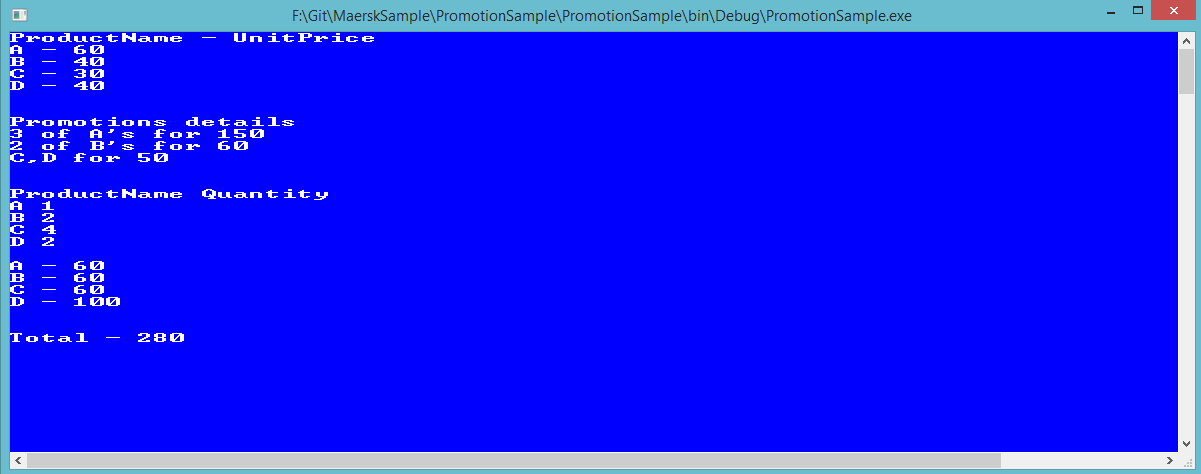 F:\Git\MaerskSample\PromotionSample\PromotionSample\bin\Debug\PromotionSample.exe
ProductName - UnitPrice
A - 60
B - 40
C - 30
D - 40
Promotions details
3 of A's for 150
2 of B's for 60
C,D for 50
ProductName Quantity
A 1
B 2
C 4
D 2
A - 60
B - 60
C - 60
D - 100
Total - 280